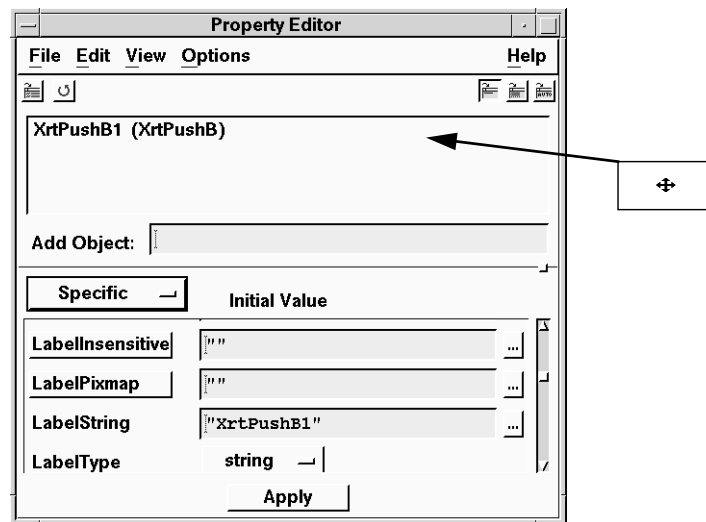 Property Editor
File Edit View Options Help
AUTO
XrtPushB1 (XrtPushB)
Add Object:
Specific
Initial Value
LabelInsensitive "" ...
LabelPixmap "" ...
LabelString "XrtPushB1" ...
LabelType string
Apply